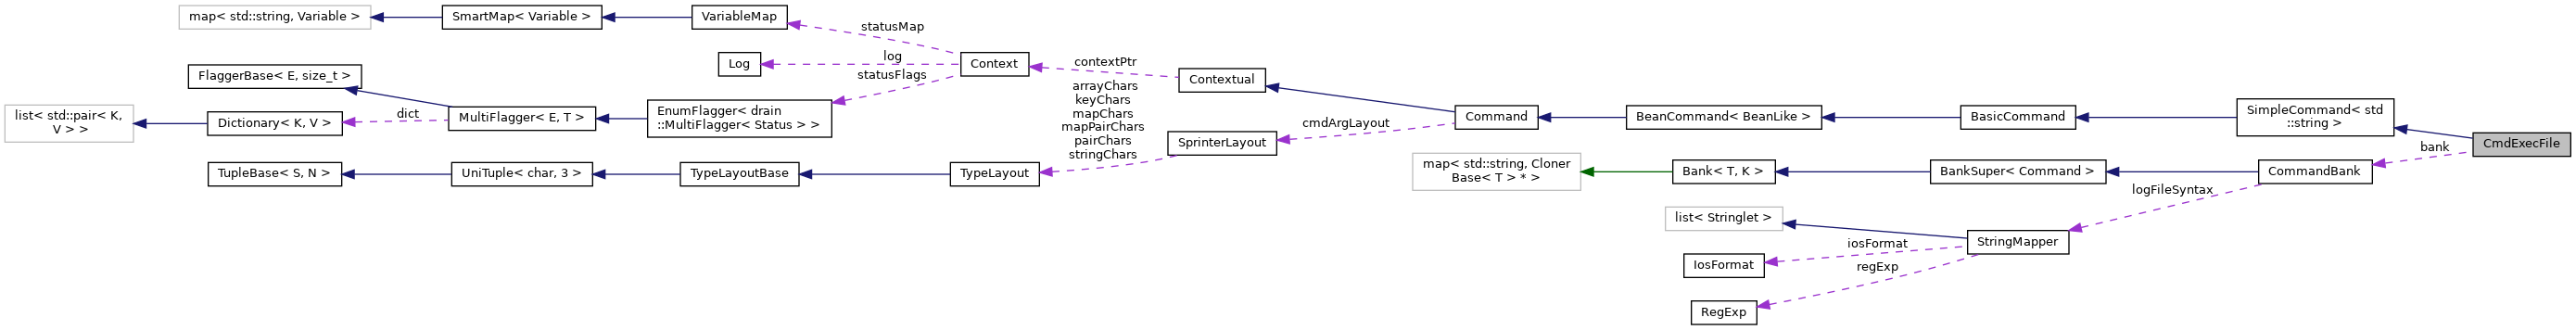 map< std::string, Variable >
SmartMap< Variable >
VariableMap
statusMap
Log
log
Context
statusFlags
FlaggerBase< E, size_t >
list< std::pair< K,
V > >
Dictionary< K, V >
dict
MultiFlagger< E, T >
EnumFlagger< drain
::MultiFlagger< Status > >
contextPtr
Contextual
arrayChars
keyChars
mapChars
mapPairChars
pairChars
stringChars
TupleBase< S, N >
UniTuple< char, 3 >
TypeLayoutBase
TypeLayout
SprinterLayout
cmdArgLayout
Command
BeanCommand< BeanLike >
BasicCommand
SimpleCommand< std
::string >
CmdExecFile
bank
map< std::string, Cloner
Base< T > * >
Bank< T, K >
BankSuper< Command >
CommandBank
logFileSyntax
list< Stringlet >
StringMapper
iosFormat
IosFormat
regExp
RegExp